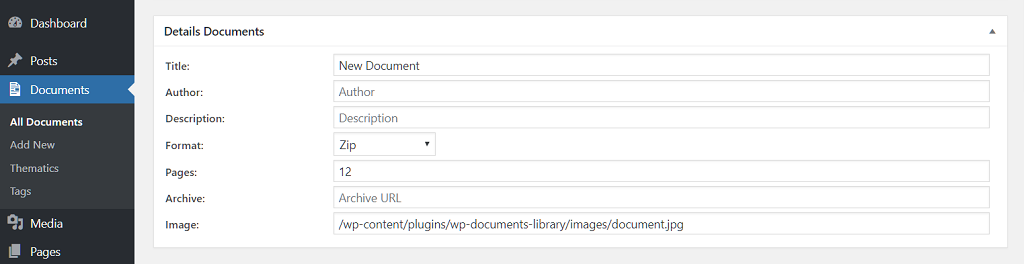 Dashboard
Posts
Documents
All Documents
Add New
Thematics
Tags
Media
Pages
Details Documents
Title: New Document
Author: Author
Description: Description
Format: Zip
Pages: 12
Archive: Archive URL
Image: /wp-content/plugins/wp-documents-library/images/document.jpg